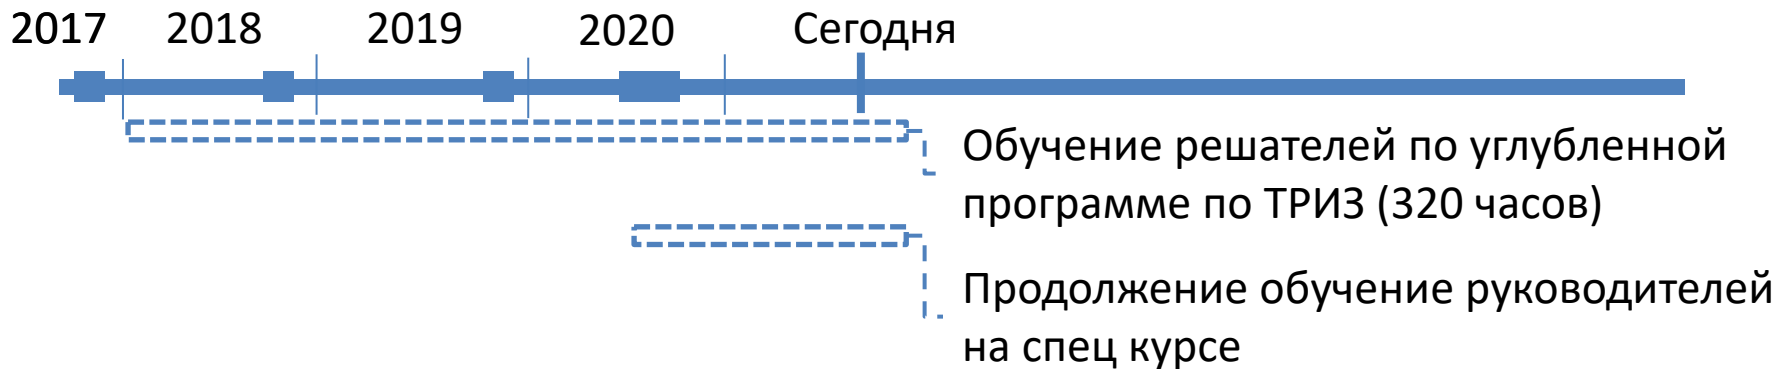 2017 2018 2019 2020 Сегодня
Обучение решателей по углубленной
программе по ТРИЗ (320 часов)
Продолжение обучение руководителей
на спец курсе